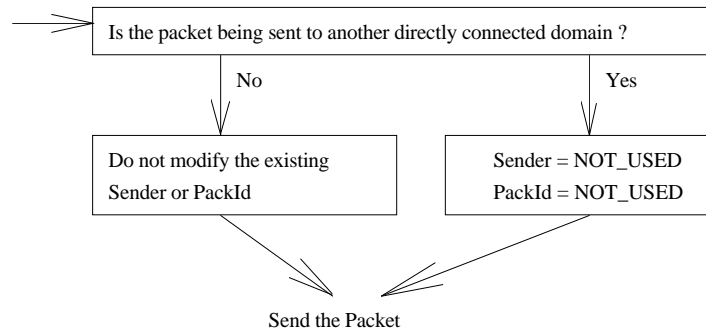 Is the packet being sent to another directly connected domain ?
No
Yes
Do not modify the existing
Sender or PackId
Sender = NOT_USED
PackId = NOT_USED
Send the Packet